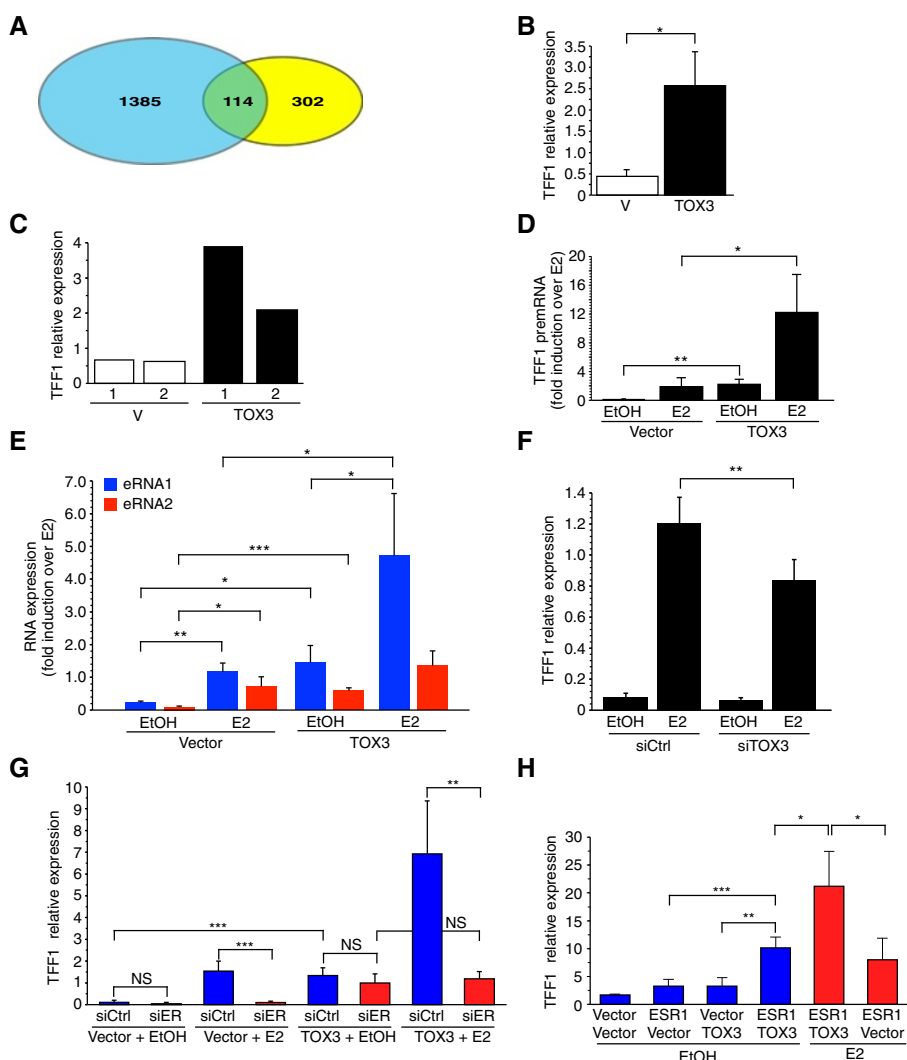 A
1385
114
302
B
*
3.5
3.0
2.5
2.0
1.5
1.0
0.5
0
TFF1 relative expression
V
TOX3
C
4
3
2
1
0
TFF1 relative expression
1
2
1
2
V
TOX3
D
*
**
20
16
12
8
4
0
TFF1 premRNA
(fold induction over E2)
EtOH
E2
EtOH
E2
Vector
TOX3
E
eRNA1
eRNA2
*
*
***
*
*
**
7.0
6.0
5.0
4.0
3.0
2.0
1.0
0
RNA expression
(fold induction over E2)
EtOH
E2
EtOH
E2
Vector
TOX3
F
**
1.4
1.2
1.0
0.8
0.6
0.4
0.2
0
TFF1 relative expression
EtOH
E2
EtOH
E2
siCtrl
siTOX3
G
**
***
NS
***
NS
NS
10
9
8
7
6
5
4
3
2
1
0
TFF1 relative expression
siCtrl
siER
siCtrl
siER
siCtrl
siER
siCtrl
siER
Vector + EtOH
Vector + E2
TOX3 + EtOH
TOX3 + E2
H
*
*
***
**
30
25
20
15
10
5
0
TFF1 relative expression
Vector
Vector
ESR1
Vector
Vector
TOX3
ESR1
TOX3
ESR1
TOX3
ESR1
Vector
EtOH
E2